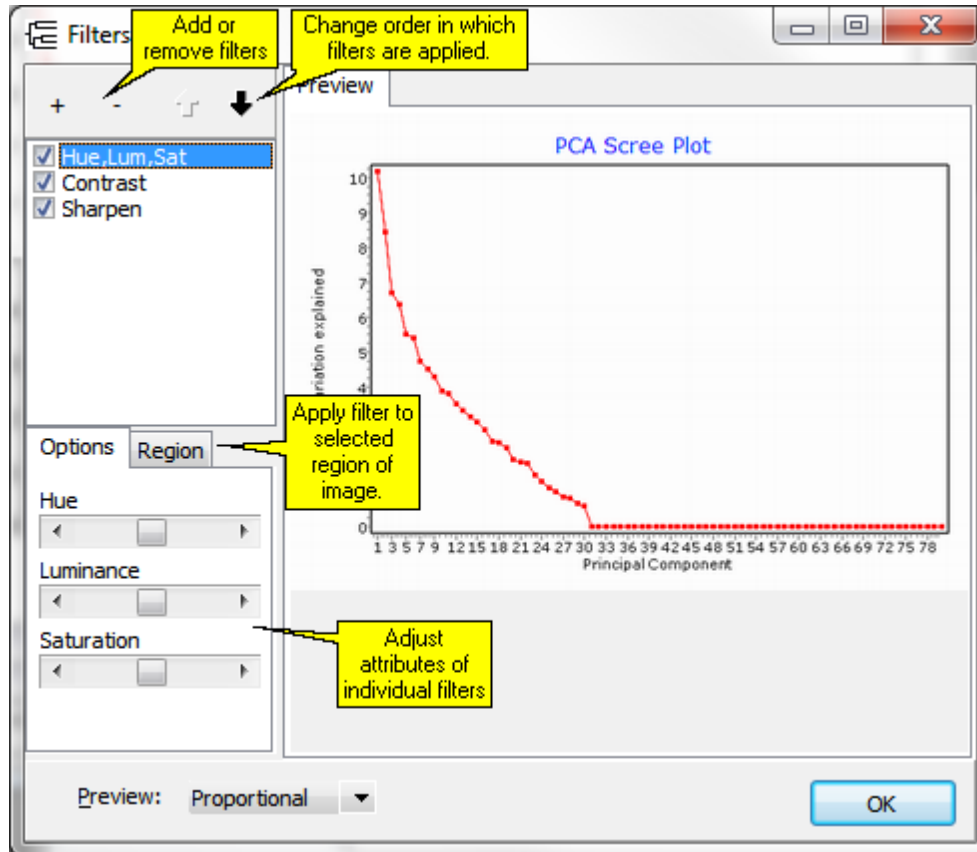 Filters
Add or
remove filters
Change order in which
filters are applied.
+ -
Preview
Hue,Lum,Sat
Contrast
Sharpen
PCA Scree Plot
10
9
8
7
6
5
4
0
explained
1 3 5 7 9 12 15 18 21 24 27 30 33 36 39 42 45 48 51 54 57 60 63 66 69 72 75 78
Principal Component
Apply filter to
selected
region of
image.
Options Region
Hue
Luminance
Saturation
Adjust
attributes of
individual filters
Preview: Proportional
OK